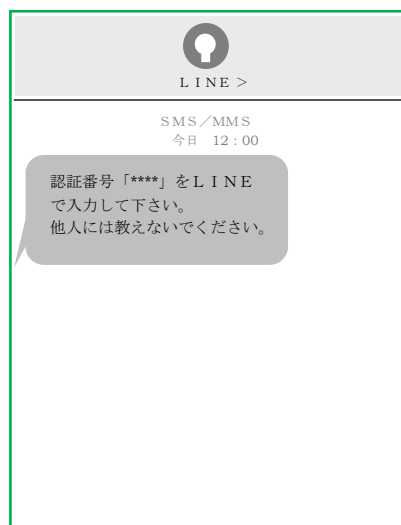 ＬＩＮＥ＞
ＳＭＳ／ＭＭＳ
今日　12：00
認証番号「****」をＬＩＮＥ
で入力して下さい。
他人には教えないでください。